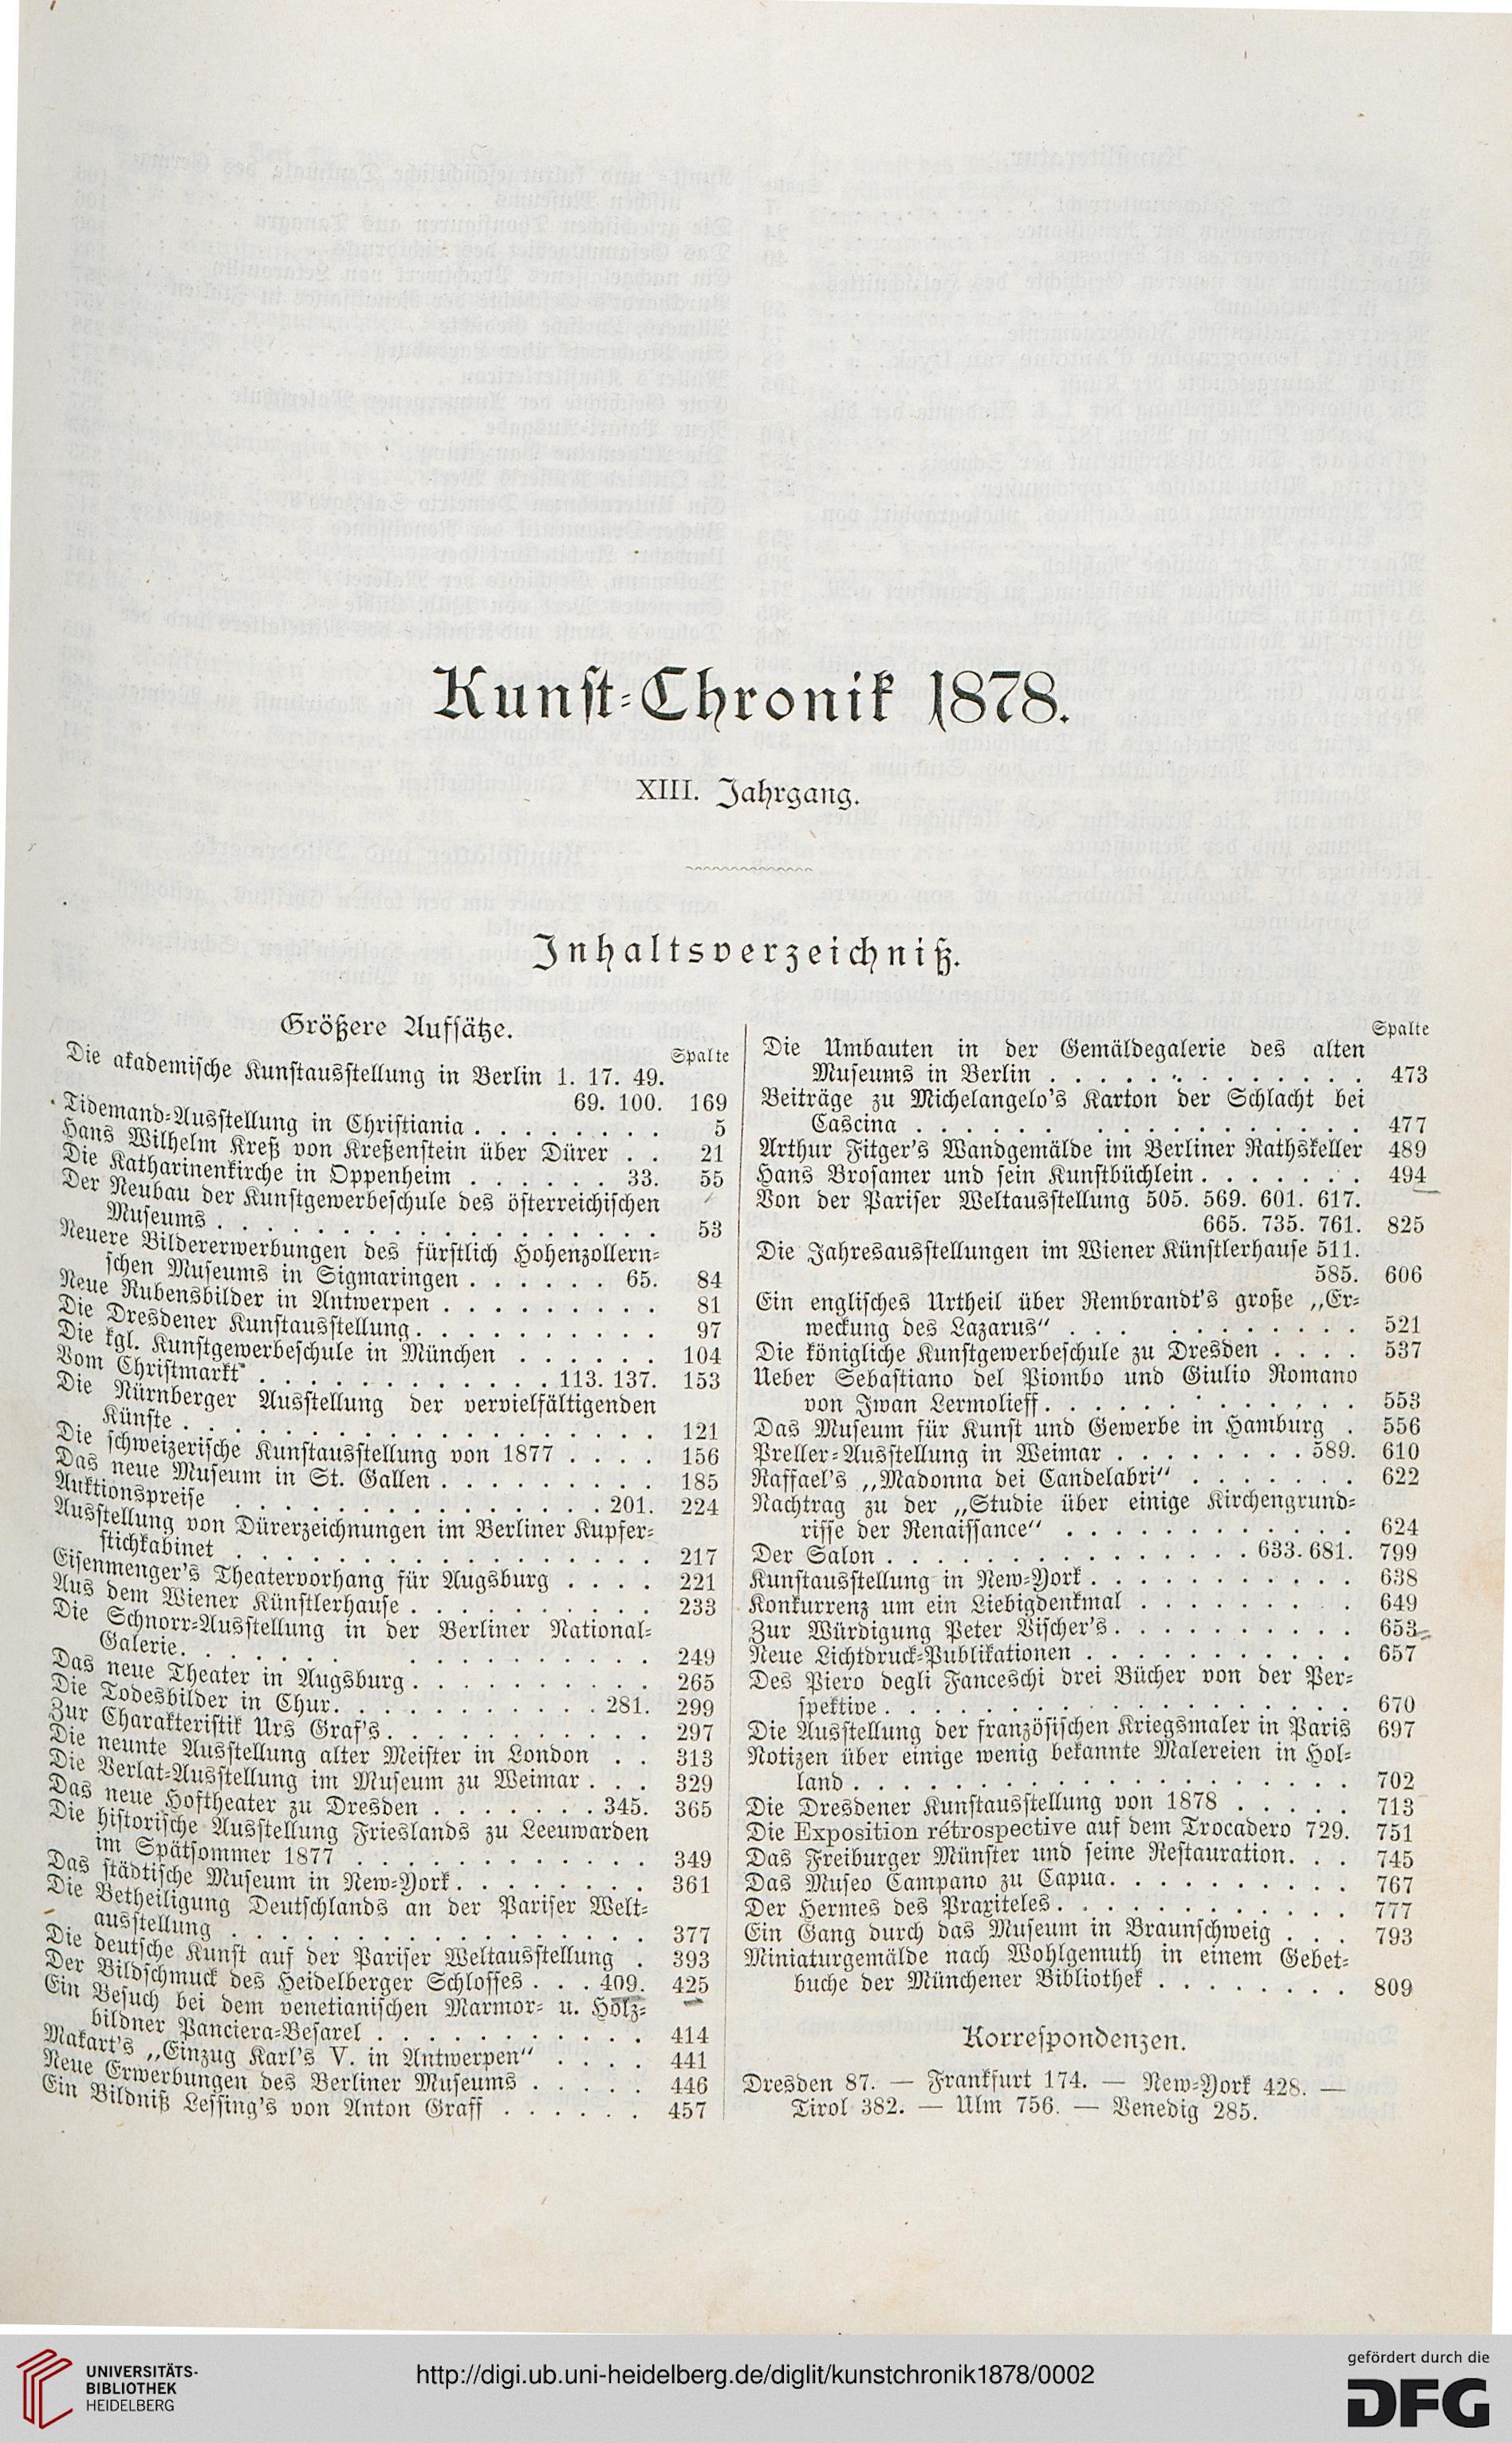 Kunst-Chronik 1878.
XIII. Jahrgang.
Inhaltsverzeichniß.
Größere Aufsätze.
Spalte
Die akademische Kunstausstellung in Berlin 1. 17. 49.
69. 100. 169
Tidemand-Ausstellung in Christiania . . . . . . . . 5
Hans Wilhelm Kreß von Kreßenstein über Dürer . . 21
Die Katharinenkirche in Oppenheim . . . . . . 33. 55
Der Neubau der Kunstgewerbeschule des österreichischen
Museums . . . . . . . . . . . . . . . . . 53
Neuere Bildererwerbungen des fürstlich Hohenzollern-
schen Museums in Sigmaringen . . . . . . 65. 84
Neue Rubensbilder in Antwerpen . . . . . . . . . 81
Die Dresdener Kunstausstellung . . . . . . . . . . 97
Die kgl. Kunstgewerbeschule in München . . . . . . 104
Vom Christmarkt . . . . . . . . . . . . 113. 137. 153
Die Nürnberger Ausstellung der vervielfältigenden
Künste . . . . . . . . . . . . . . . . . . 121
Die schweizerische Kunstausstellung von 1877 . . . . 156
Das neue Museum in St. Gallen . . . . . . . . . 185
Auktionspreise . . . . . . . . . . . . . . . 201. 224
Ausstellung von Dürerzeichnungen im Berliner Kupfer-
stichkabinet . . . . . . . . . . . . . . . . . 217
Eisenmenger's Theatervorhang für Augsburg . . . . 221
Aus dem Wiener Künstlerhause . . . . . . . . . . 233
Die Schnorr-Ausstellung in der Berliner National-
Galerie . . . . . . . . . . . . . . . . . 249
Das neue Theater in Augsburg . . . . . . . . . . 265
Die Todesbilder in Chur . . . . . . . . . . . 281. 299
Zur Charakteristik Urs Graf's . . . . . . . . . . . 297
Die neunte Ausstellung alter Meister in London . . 313
Die Verlat-Ausstellung im Museum zu Weimar . . . 329
Das neue Hoftheater zu Dresden . . . . . . . 345. 365
Die historische Ausstellung Frieslands zu Leeuwarden
im Spätsommer 1877 . . . . . . . . . . . . 349
Das städtische Museum in New-York . . . . . . . . 361
Die Betheiligung Deutschlands an der Pariser Welt-
ausstellung . . . . . . . . . . . . . . . . . 377
Die deutsche Kunst auf der Pariser Weltausstellung . 393
Der Bildschmuck des Heidelberger Schlosses . . . 409. 425
Ein Besuch bei dem venetianischen Marmor- u. Holz-
bildner Panciera-Besarel . . . . . . . . . . . 414
Makart's „Einzug Karl's V. in Antwerpen“ . . . . 441
Neue Erwerbungen des Berliner Museums . . . . . 446
Ein Bildniß Lessing's von Anton Graff . . . . . . 457
Spalte
Die Umbauten in der Gemäldegalerie des alten
Museums in Berlin . . . . . . . . . . . . . 473
Beiträge zu Michelangelo's Karton der Schlacht bei
Cascina . . . . . . . . . . . . . . . . . . 477
Arthur Fitger's Wandgemälde im Berliner Rathskeller 489
Hans Brosamer und sein Kunstbüchlein . . . . . . . 494
Von der Pariser Weltausstellung 505. 569. 601. 617.
665. 735. 761. 825
Die Jahresausstellungen im Wiener Künstlerhause 511.
585. 606
Ein englisches Urtheil über Rembrandt's große „Er-
weckung des Lazarus“ . . . . . . . . . . . 521
Die königliche Kunstgewerbeschule zu Dresden . . . . 537
Ueber Sebastiano del Piombo und Giulio Romano
von Iwan Lermolieff . . . . . . . . . . . . 553
Das Museum für Kunst und Gewerbe in Hamburg . 556
Preller-Ausstellung in Weimar . . . . . . . . 589. 610
Raffael's „Madonna dei Candelabri“ . . . . . . . 622
Nachtrag zu der „Studie über einige Kirchengrund-
risse der Renaissance“ . . . . . . . . . . . . 624
Der Salon . . . . . . . . . . . . . . . 633. 681. 799
Kunstausstellung in New-York . . . . . . . . . . . 638
Konkurrenz um ein Liebigdenkmal . . . . . . . . . 649
Zur Würdigung Peter Vischer's . . . . . . . . . . 653
Neue Lichtdruck-Publikationen . . . . . . . . . . . 657
Des Piero degli Fanceschi drei Bücher von der Per-
spektive . . . . . . . . . . . . . . . . . . . 670
Die Ausstellung der französischen Kriegsmaler in Paris 697
Notizen über einige wenig bekannte Malereien in Hol-
land . . . . . . . . . . . . . . . . . . . . 702
Die Dresdener Kunstausstellung von 1878 . . . . . 713
Die Exposition rétrospective auf dem Trocadero 729. 751
Das Freiburger Münster und seine Restauration . . . 745
Das Museo Campano zu Capua . . . . . . . . . . 767
Der Hermes des Praxiteles . . . . . . . . . . . . 777
Ein Gang durch das Museum in Braunschweig . . . 793
Miniaturgemälde nach Wohlgemuth in einem Gebet-
buche der Münchener Bibliothek . . . . . . . . 809
Korrespondenzen.
Dresden 87. — Frankfurt 174. — New-York 428. —
Tirol 382. — Ulm 756. — Venedig 285.
UNIVERSITÄTS-
BIBLIOTHEK
HEIDELBERG
http://digi.ub.uni-heidelberg.de/diglit/kunstchronik1878/0002
gefördert durch die
DFG